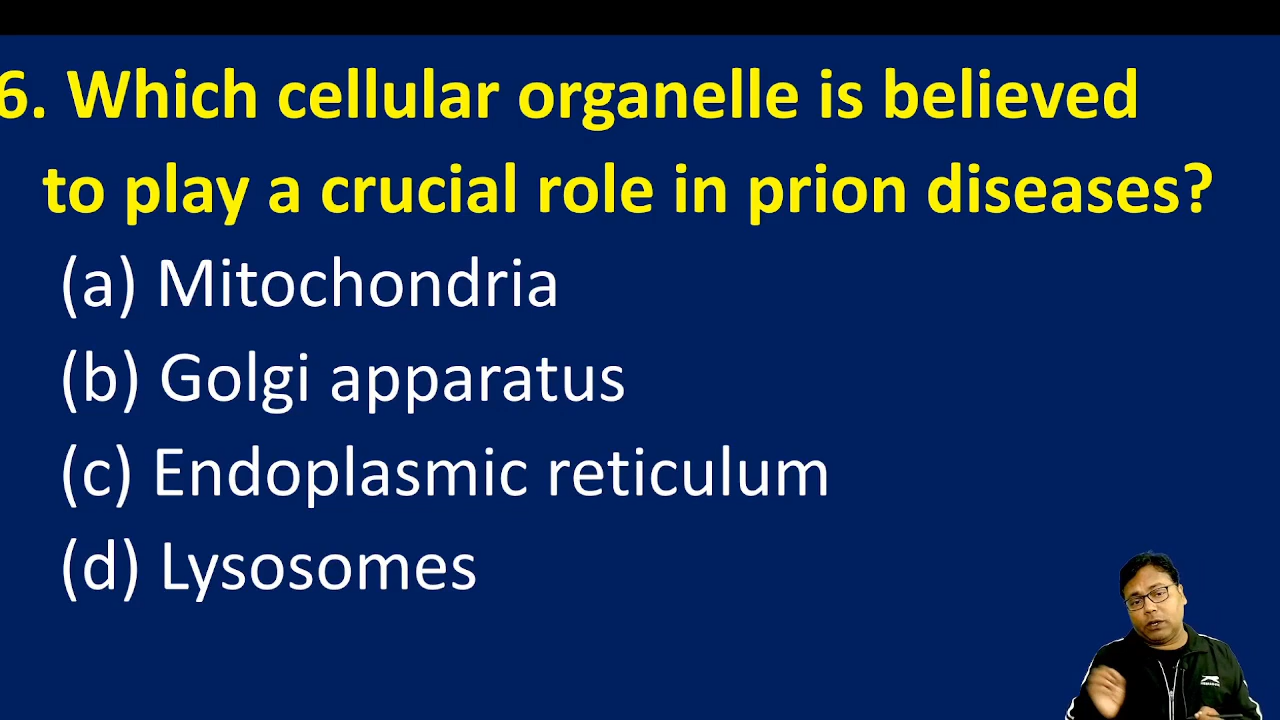 6. Which cellular organelle is believed
to play a crucial role in prion diseases?
(a) Mitochondria
(b) Golgi apparatus
(c) Endoplasmic reticulum
(d) Lysosomes